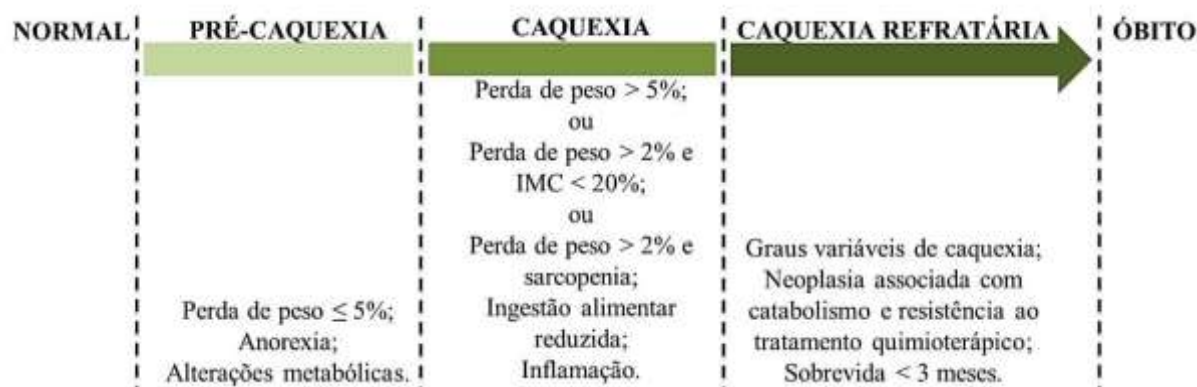 NORMAL
PRÉ-CAQUEXIA
CAQUEXIA
CAQUEXIA REFRATÁRIA
ÓBITO
Perda de peso ≤ 5%;
Anorexia;
Alterações metabólicas.
Perda de peso > 5%;
ou
Perda de peso > 2% e
IMC < 20%;
ou
Perda de peso > 2% e
sarcopenia;
Ingestão alimentar
reduzida;
Inflamação.
Graus variáveis de caquexia;
Neoplasia associada com
catabolismo e resistência ao
tratamento quimioterápico;
Sobrevida < 3 meses.